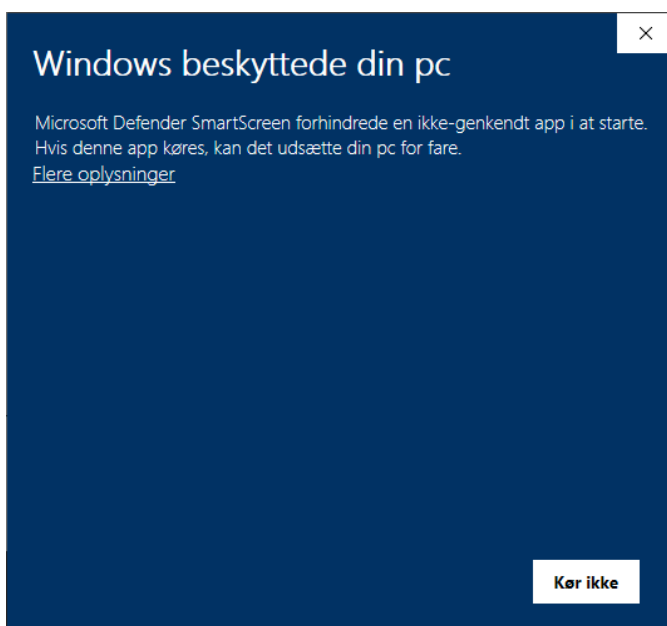 Windows beskyttede din pc
Microsoft Defender SmartScreen forhindrede en ikke-genkendt app i at starte.
Hvis denne app køres, kan det udsætte din pc for fare.
Flere oplysninger
Kør ikke